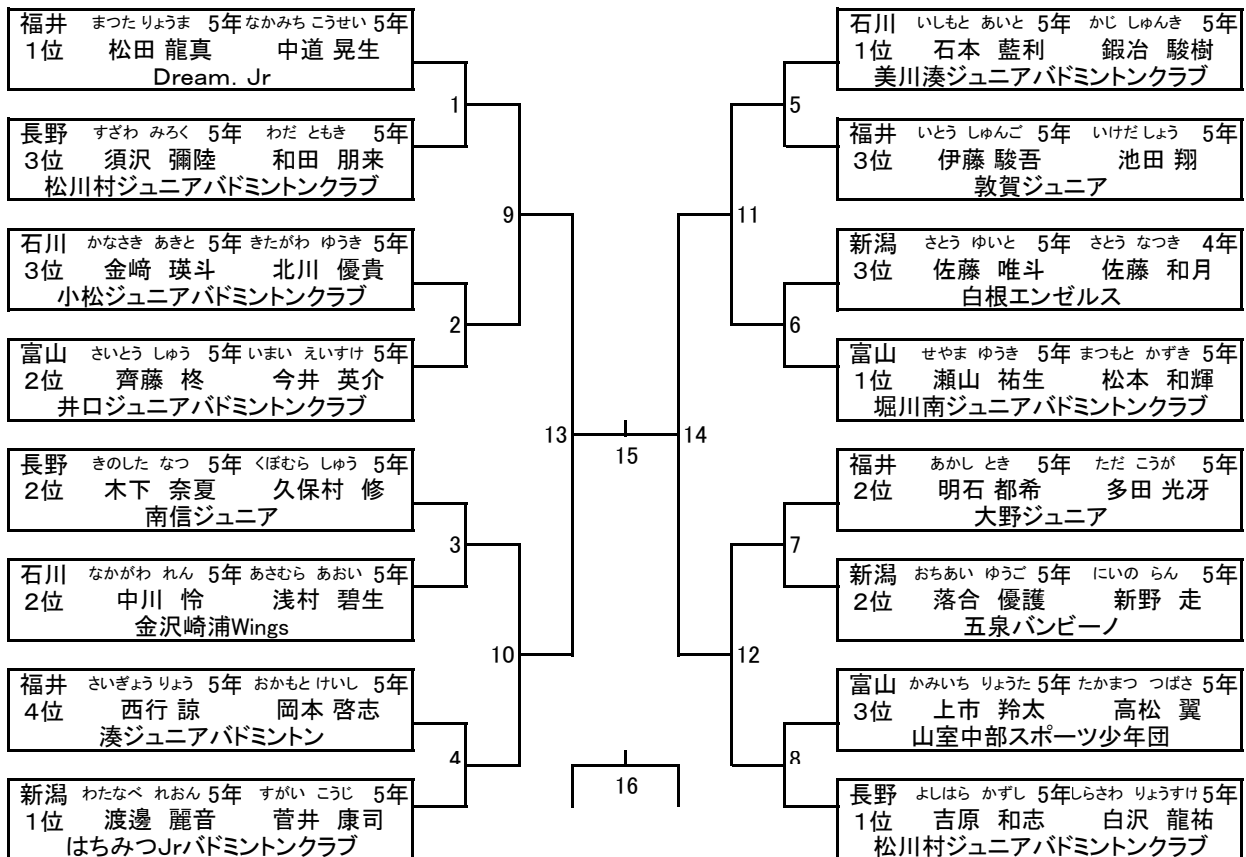 福井 まつた りょうま 5年 なかみち こうせい 5年
1位 松田 龍真 中道 晃生
Dream. Jr
1
長野 すざわ みろく 5年 わだ ともき 5年
3位 須沢 彌陸 和田 朋来
松川村ジュニアバドミントンクラブ
9
石川 かなさき あきと 5年 きたがわ ゆうき 5年
3位 金﨑 瑛斗 北川 優貴
小松ジュニアバドミントンクラブ
2
富山 さいとう しゅう 5年 いまい えいすけ 5年
2位 齊藤 柊 今井 英介
井口ジュニアバドミントンクラブ
13
長野 きのした なつ 5年 くぼむら しゅう 5年
2位 木下 奈夏 久保村 修
南信ジュニア
3
石川 なかがわ れん 5年 あさむら あおい 5年
2位 中川 怜 浅村 碧生
金沢崎浦Wings
10
福井 さいぎょう りょう 5年 おかもと けいし 5年
4位 西行 諒 岡本 啓志
湊ジュニアバドミントン
4
新潟 わたなべ れおん 5年 すがい こうじ 5年
1位 渡邊 麗音 菅井 康司
はちみつJrバドミントンクラブ
15
16
石川 いしもと あいと 5年 かじ しゅんき 5年
1位 石本 藍利 鍜冶 駿樹
美川湊ジュニアバドミントンクラブ
5
福井 いとう しゅんご 5年 いけだ しょう 5年
3位 伊藤 駿吾 池田 翔
敦賀ジュニア
11
新潟 さとう ゆいと 5年 さとう なつき 4年
3位 佐藤 唯斗 佐藤 和月
白根エンゼルス
6
富山 せやま ゆうき 5年 まつもと かずき 5年
1位 瀬山 祐生 松本 和輝
堀川南ジュニアバドミントンクラブ
14
福井 あかし とき 5年 ただ こうが 5年
2位 明石 都希 多田 光冴
大野ジュニア
7
新潟 おちあい ゆうご 5年 にいの らん 5年
2位 落合 優護 新野 走
五泉バンビーノ
12
富山 かみいち りょうた 5年 たかまつ つばさ 5年
3位 上市 羚太 高松 翼
山室中部スポーツ少年団
8
長野 よしはら かずし 5年 しらさわ りょうすけ 5年
1位 吉原 和志 白沢 龍祐
松川村ジュニアバドミントンクラブ